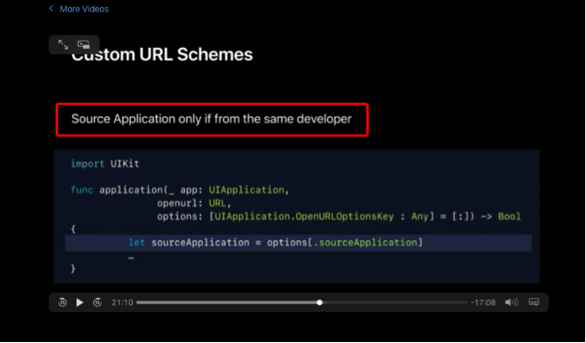 More Videos
Custom URL Schemes
Source Application only if from the same developer
import UIKit
func application(_ app: UIApplication,
openurl: URL,
options: [UIApplication.OpenURLOptionsKey : Any] = [:]) -> Bool
{
let sourceApplication = options[.sourceApplication]
…
}
21:10
-17:08